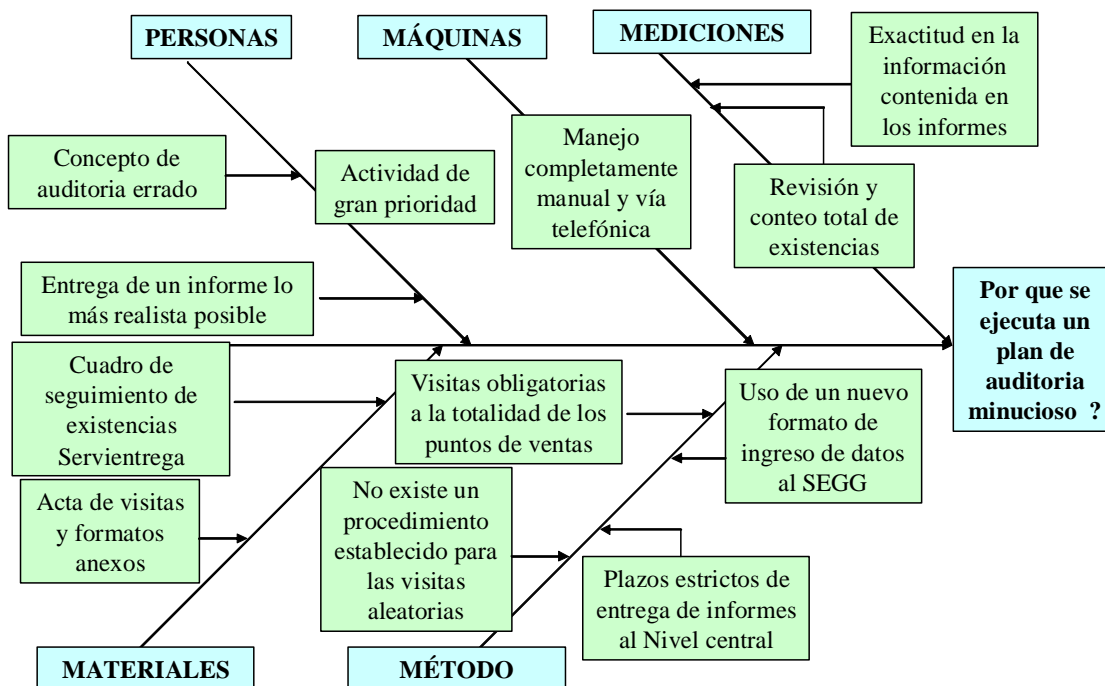 PERSONAS
MÁQUINAS
MEDICIONES
Exactitud en la
información
contenida en
los informes
Concepto de
auditoria errado
Actividad de
gran prioridad
Manejo
completamente
manual y vía
telefónica
Revisión y
conteo total de
existencias
Entrega de un informe lo
más realista posible
Por que se
ejecuta un
plan de
auditoria
minucioso ?
Cuadro de
seguimiento de
existencias
Servientrega
Visitas obligatorias
a la totalidad de los
puntos de ventas
Uso de un nuevo
formato de
ingreso de datos
al SEGG
Acta de visitas
y formatos
anexos
No existe un
procedimiento
establecido para
las visitas
aleatorias
Plazos estrictos de
entrega de informes
al Nivel central
MATERIALES
MÉTODO